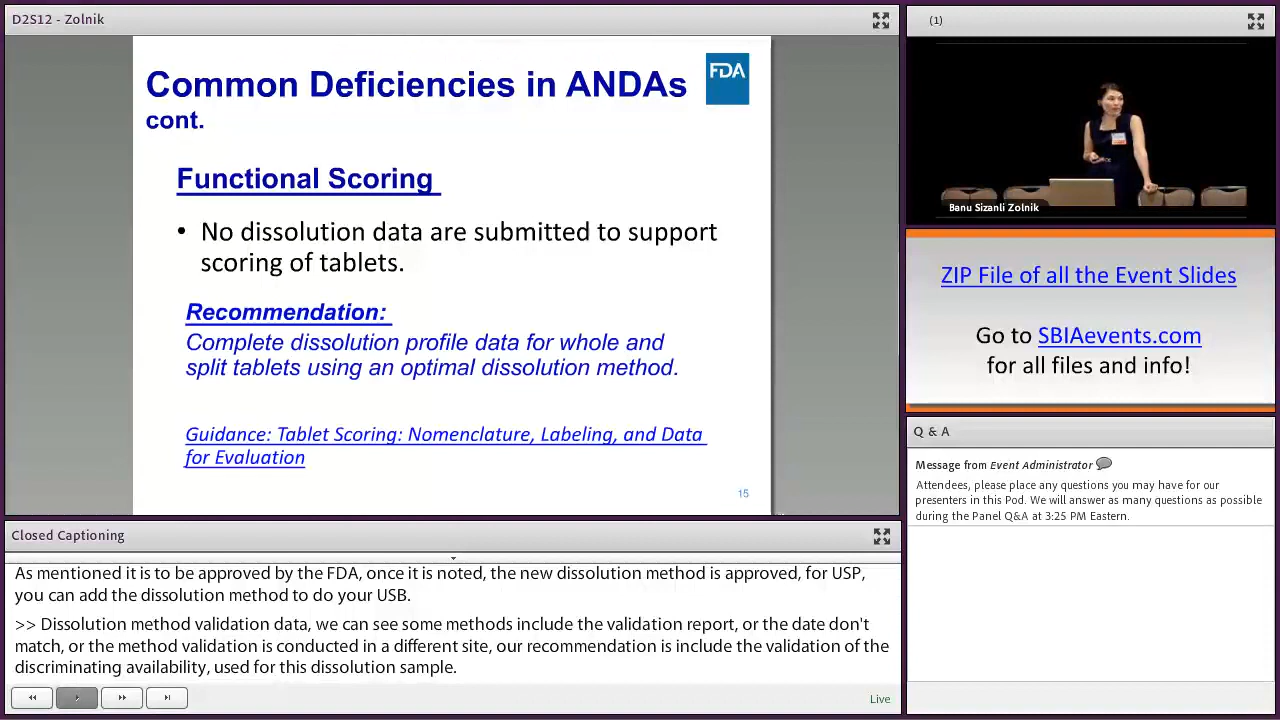 D2S12 - Zolnik
Common Deficiencies in ANDAs
cont.
FDA
Functional Scoring
• No dissolution data are submitted to support
scoring of tablets.
Recommendation:
Complete dissolution profile data for whole and
split tablets using an optimal dissolution method.
Guidance: Tablet Scoring: Nomenclature, Labeling, and Data
for Evaluation
15
Closed Captioning
As mentioned it is to be approved by the FDA, once it is noted, the new dissolution method is approved, for USP,
you can add the dissolution method to do your USB.
>> Dissolution method validation data, we can see some methods include the validation report, or the date don't
match, or the method validation is conducted in a different site, our recommendation is include the validation of the
discriminating availability, used for this dissolution sample.
Live
(1)
Banu Sizanli Zolnik
ZIP File of all the Event Slides
Go to SBIAevents.com
for all files and info!
Q & A
Message from Event Administrator
Attendees, please place any questions you may have for our
presenters in this Pod. We will answer as many questions as possible
during the Panel Q&A at 3:25 PM Eastern.